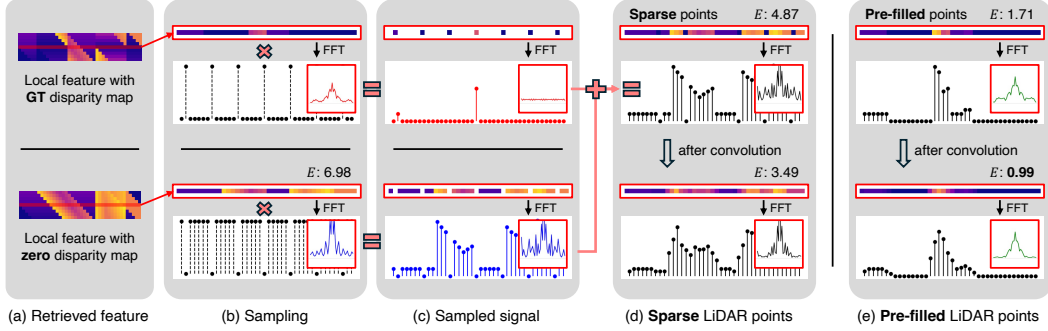 Local feature with
GT disparity map
Local feature with
zero disparity map
(a) Retrieved feature
FFT
E: 6.98
FFT
(b) Sampling
FFT
FFT
(c) Sampled signal
Sparse points E: 4.87
FFT
after convolution
E: 3.49
FFT
(d) Sparse LiDAR points
Pre-filled points E: 1.71
FFT
after convolution
E: 0.99
FFT
(e) Pre-filled LiDAR points